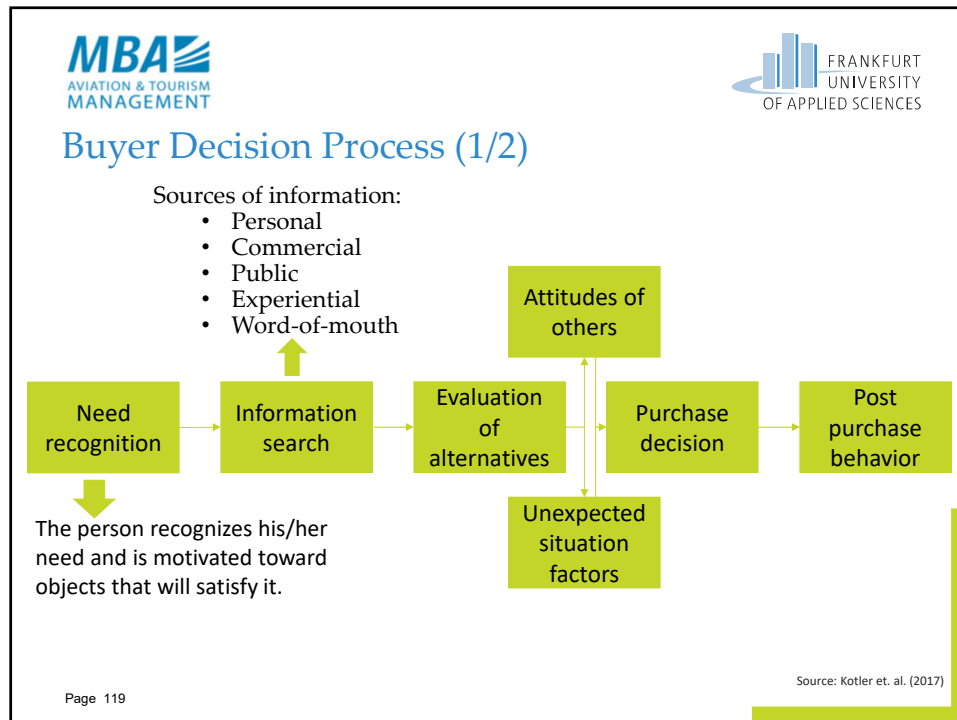 MBA
AVIATION & TOURISM
MANAGEMENT
FRANKFURT
UNIVERSITY
OF APPLIED SCIENCES
Buyer Decision Process (1/2)
Sources of information:
• Personal
• Commercial
• Public
• Experiential
• Word-of-mouth
Attitudes of
others
Need
recognition
Information
search
Evaluation
of
alternatives
Purchase
decision
Post
purchase
behavior
Unexpected
situation
factors
The person recognizes his/her
need and is motivated toward
objects that will satisfy it.
Source: Kotler et. al. (2017)
Page 119